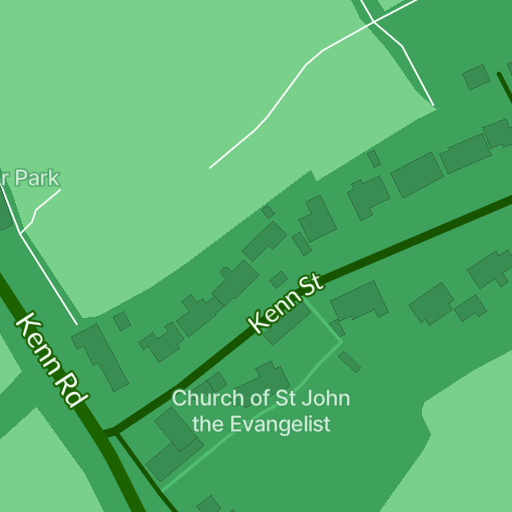 r Park
Kenn St
Kenn Rd
Church of St John
the Evangelist